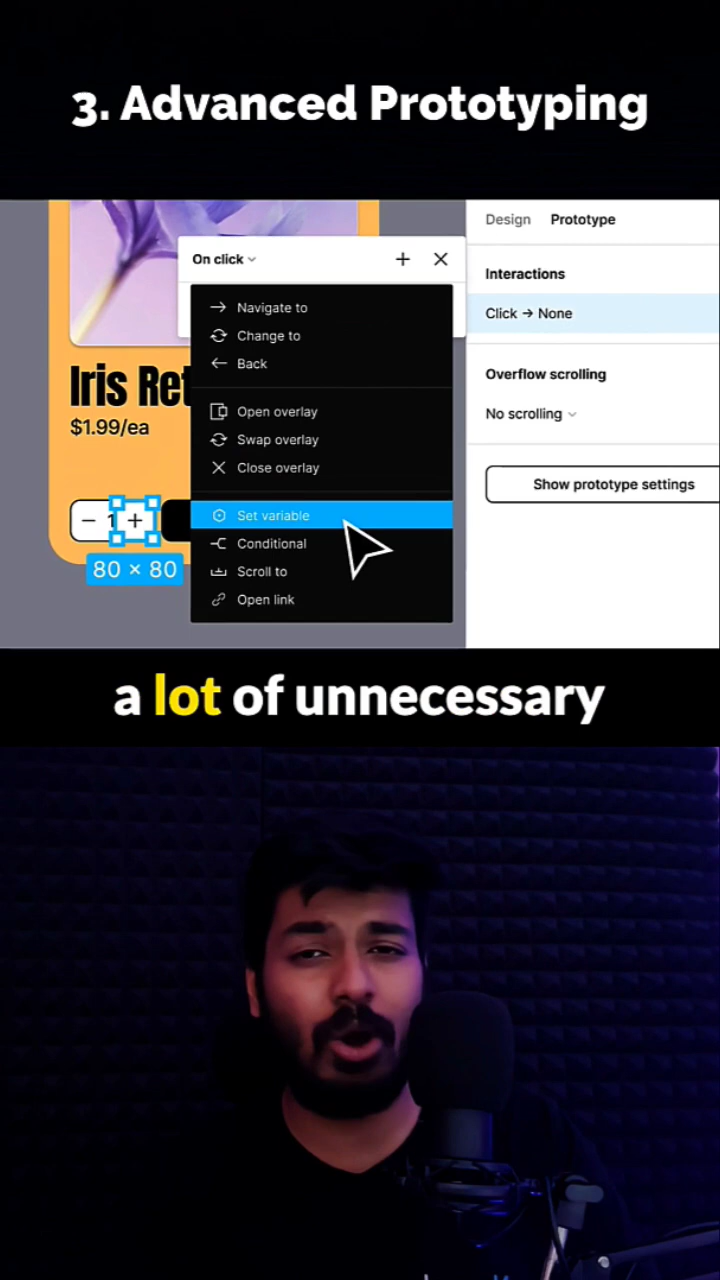 3. Advanced Prototyping
Design Prototype
On click
Interactions
Navigate to
Click → None
Change to
Back
Overflow scrolling
Iris Ret
Open overlay
No scrolling
$1.99/ea
Swap overlay
Close overlay
Show prototype settings
Set variable
− 1 +
Conditional
80 × 80
Scroll to
Open link
a lot of unnecessary